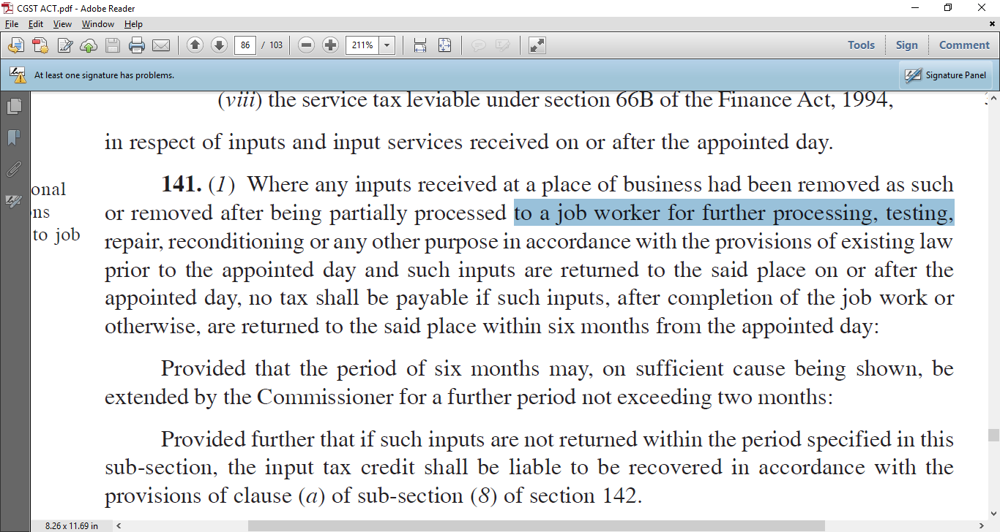 CGST ACT.pdf - Adobe Reader
File Edit View Window Help
86 / 103 211% Tools Sign Comment
At least one signature has problems. Signature Panel
(viii) the service tax leviable under section 66B of the Finance Act, 1994,
in respect of inputs and input services received on or after the appointed day.
141. (1) Where any inputs received at a place of business had been removed as such
onal
or removed after being partially processed to a job worker for further processing, testing,
ns
to job
repair, reconditioning or any other purpose in accordance with the provisions of existing law
prior to the appointed day and such inputs are returned to the said place on or after the
appointed day, no tax shall be payable if such inputs, after completion of the job work or
otherwise, are returned to the said place within six months from the appointed day:
Provided that the period of six months may, on sufficient cause being shown, be
extended by the Commissioner for a further period not exceeding two months:
Provided further that if such inputs are not returned within the period specified in this
sub-section, the input tax credit shall be liable to be recovered in accordance with the
provisions of clause (a) of sub-section (8) of section 142.
8.26 x 11.69 in